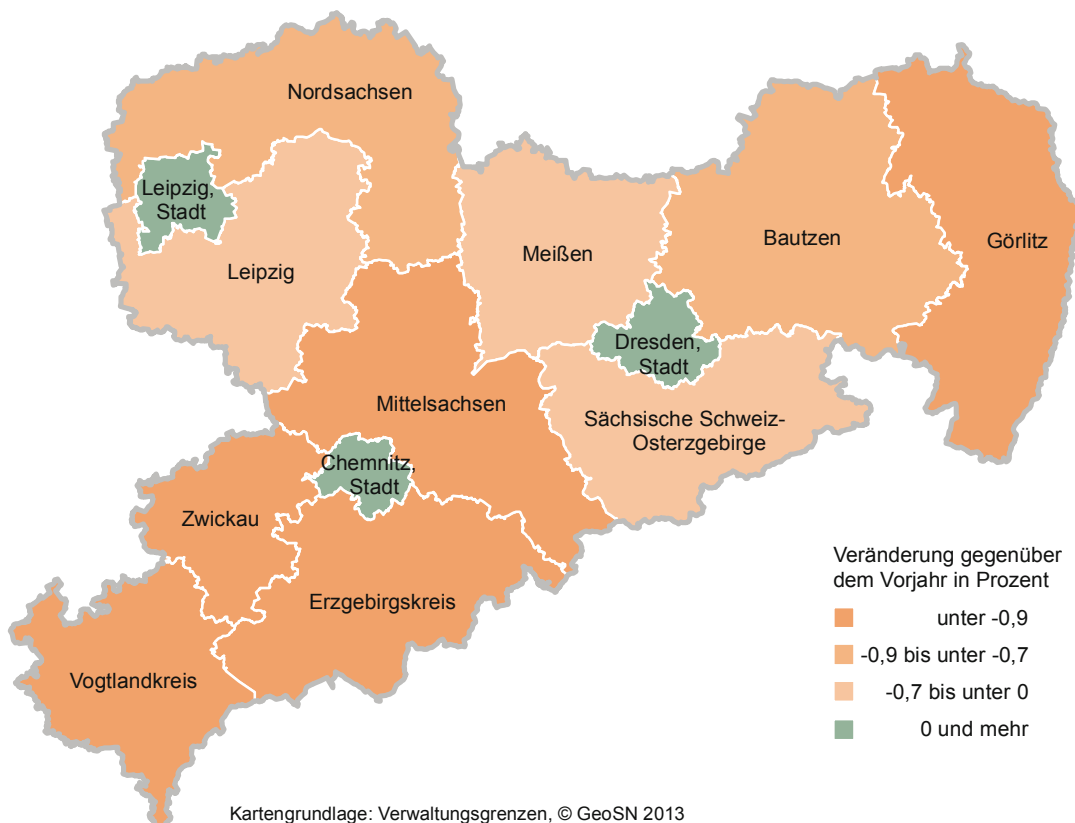 Nordsachsen
Leipzig,
Stadt
Leipzig
Meißen
Bautzen
Görlitz
Dresden,
Stadt
Mittelsachsen
Sächsische Schweiz-
Osterzgebirge
Chemnitz,
Stadt
Zwickau
Erzgebirgskreis
Vogtlandkreis
Veränderung gegenüber
dem Vorjahr in Prozent
unter -0,9
-0,9 bis unter -0,7
-0,7 bis unter 0
0 und mehr
Kartengrundlage: Verwaltungsgrenzen, © GeoSN 2013